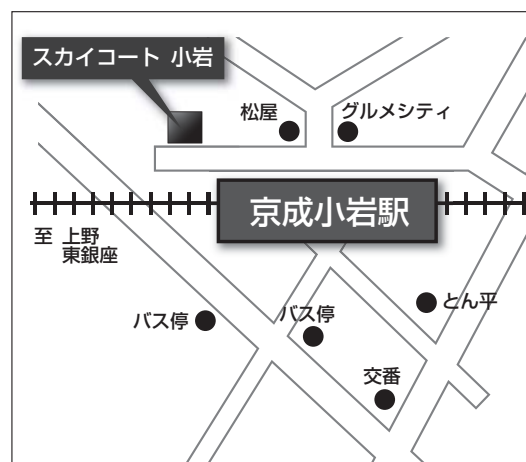 スカイコート 小岩
松屋
グルメシティ
京成小岩駅
至 上野
東銀座
バス停
バス停
とん平
交番